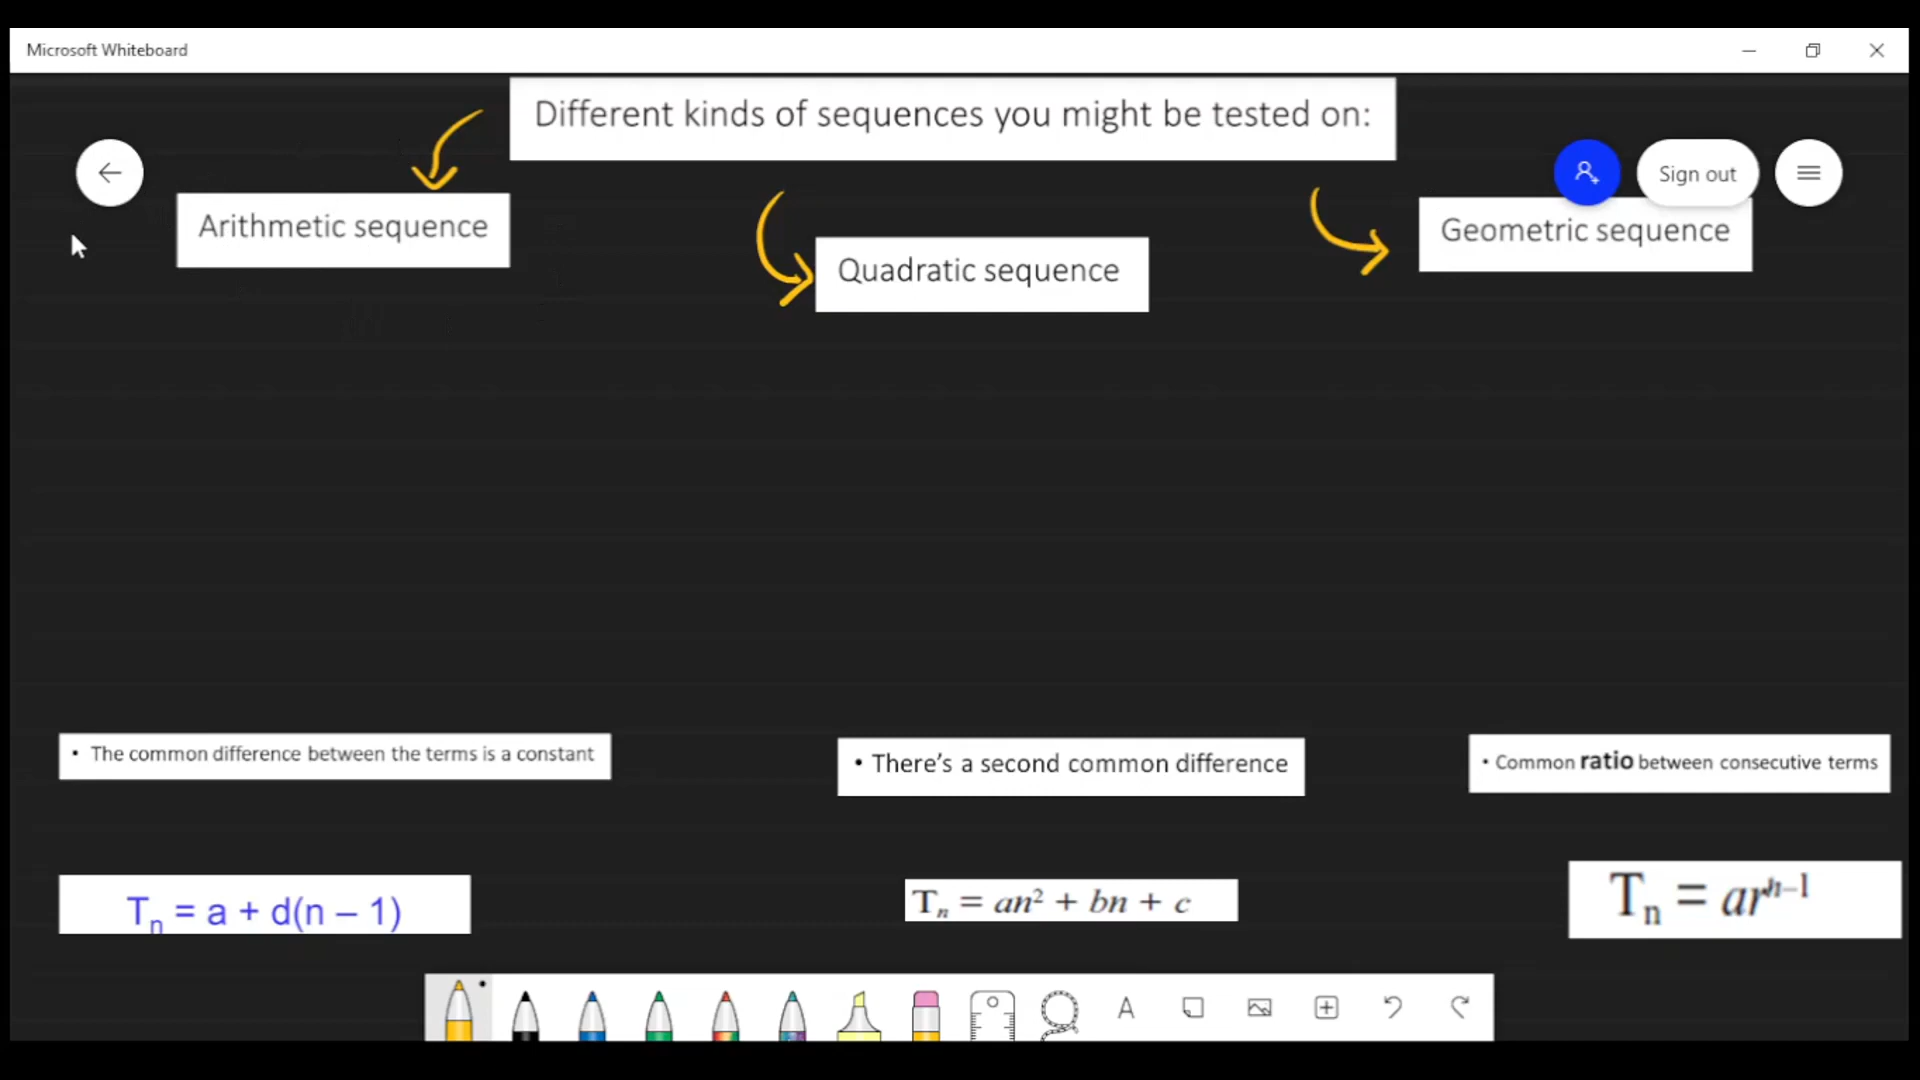 Microsoft Whiteboard
Different kinds of sequences you might be tested on:
Sign out
Arithmetic sequence
Quadratic sequence
Geometric sequence
• The common difference between the terms is a constant
• There's a second common difference
• Common ratio between consecutive terms
Tₙ = a + d(n – 1)
Tₙ = an² + bn + c
Tₙ = arⁿ⁻¹
A